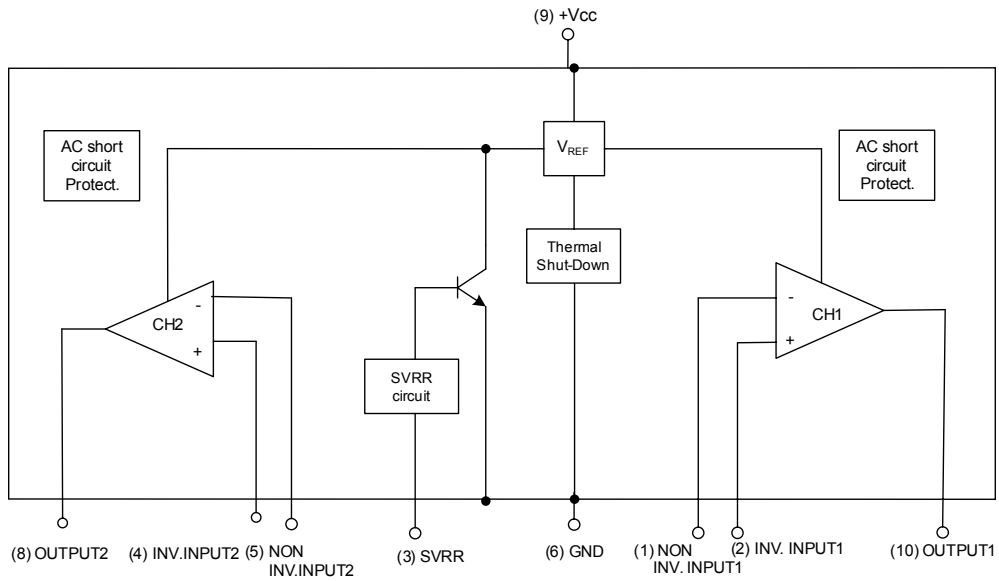 (9) +Vcc
AC short
circuit
Protect.
VREF
AC short
circuit
Protect.
Thermal
Shut-Down
-
CH2
+
-
CH1
+
SVRR
circuit
(8) OUTPUT2
(4) INV.INPUT2
(5) NON
INV.INPUT2
(3) SVRR
(6) GND
(1) NON
INV. INPUT1
(2) INV. INPUT1
(10) OUTPUT1